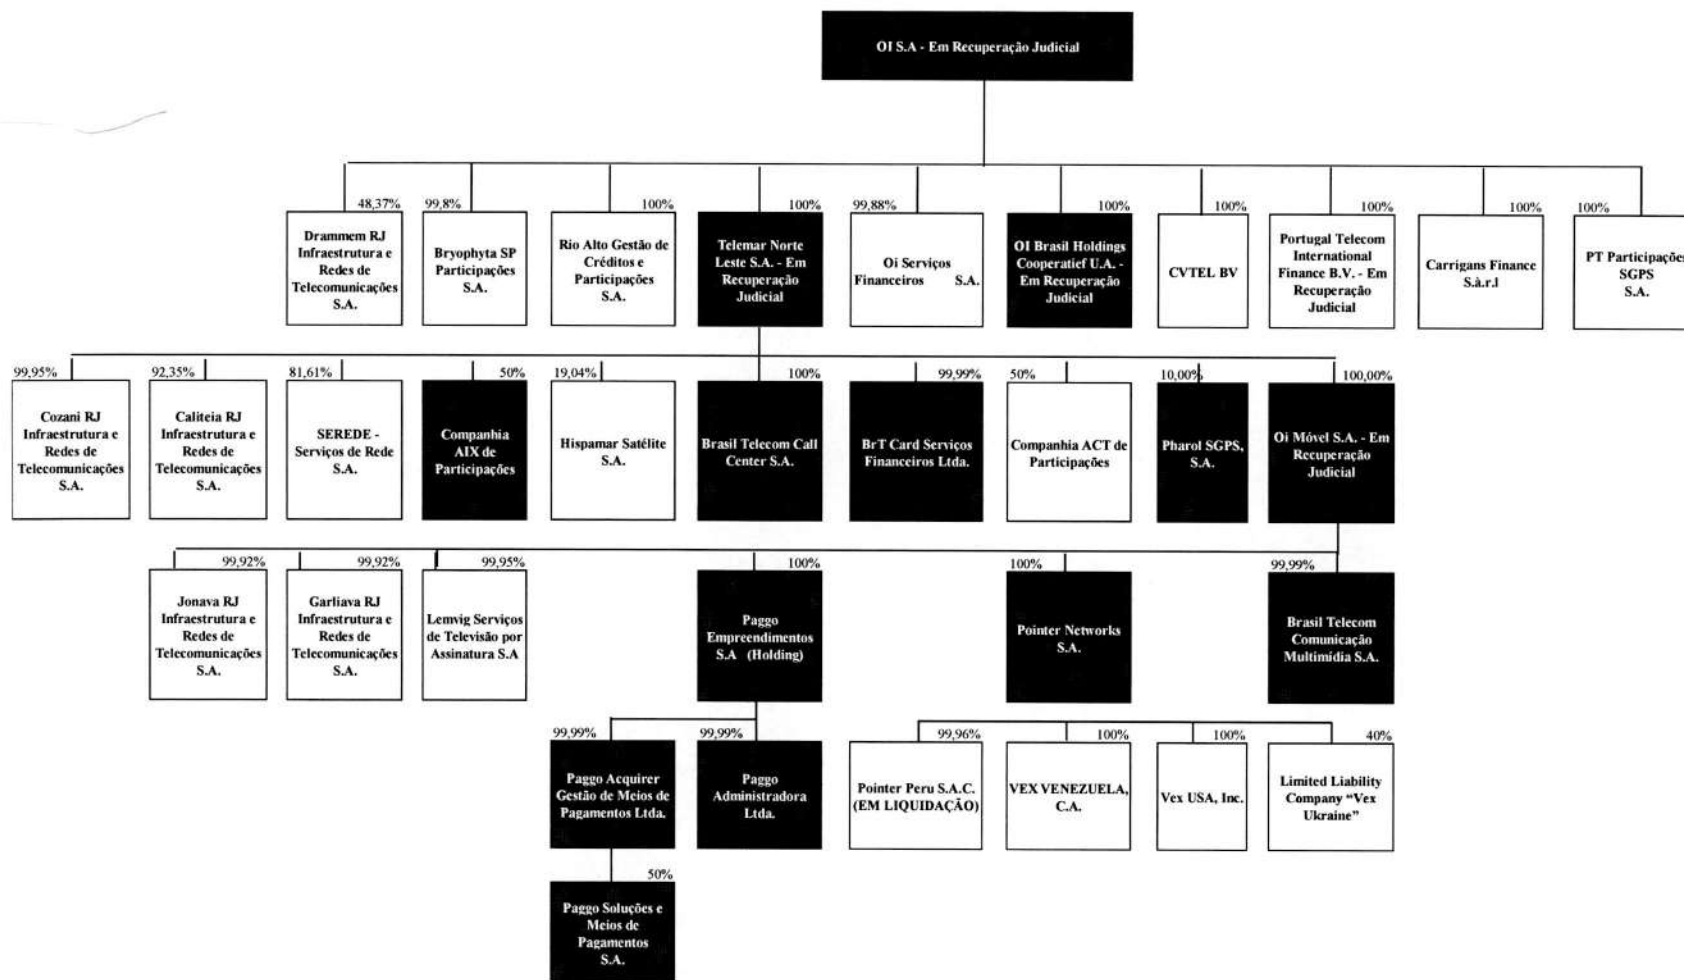 OI S.A - Em Recuperação Judicial
48,37%
Drammem RJ
Infraestrutura e
Redes de
Telecomunicações
S.A.
99,8%
Bryophyta SP
Participações
S.A.
100%
Rio Alto Gestão de
Créditos e
Participações
S.A.
100%
Telemar Norte
Leste S.A. - Em
Recuperação
Judicial
99,88%
Oi Serviços
Financeiros S.A.
100%
OI Brasil Holdings
Cooperatief U.A. -
Em Recuperação
Judicial
100%
CVTEL BV
100%
Portugal Telecom
International
Finance B.V. - Em
Recuperação
Judicial
100%
Carrigans Finance
S.à.r.l
100%
PT Participações
SGPS
S.A.
99,95%
Cozani RJ
Infraestrutura e
Redes de
Telecomunicações
S.A.
92,35%
Caliteia RJ
Infraestrutura e
Redes de
Telecomunicações
S.A.
81,61%
SEREDE -
Serviços de Rede
S.A.
50%
Companhia
AIX de
Participações
19,04%
Hispamar Satélite
S.A.
100%
Brasil Telecom Call
Center S.A.
99,99%
BrT Card Serviços
Financeiros Ltda.
50%
Companhia ACT de
Participações
10,00%
Pharol SGPS,
S.A.
100,00%
Oi Móvel S.A. - Em
Recuperação
Judicial
99,92%
Jonava RJ
Infraestrutura e
Redes de
Telecomunicações
S.A.
99,92%
Garliava RJ
Infraestrutura e
Redes de
Telecomunicações
S.A.
99,95%
Lemvig Serviços
de Televisão por
Assinatura S.A
100%
Paggo
Empreendimentos
S.A (Holding)
100%
Pointer Networks
S.A.
99,99%
Brasil Telecom
Comunicação
Multimídia S.A.
99,99%
Paggo Acquirer
Gestão de Meios de
Pagamentos Ltda.
99,99%
Paggo
Administradora
Ltda.
99,96%
Pointer Peru S.A.C.
(EM LIQUIDAÇÃO)
100%
VEX VENEZUELA,
C.A.
100%
Vex USA, Inc.
40%
Limited Liability
Company “Vex
Ukraine”
50%
Paggo Soluções e
Meios de
Pagamentos
S.A.